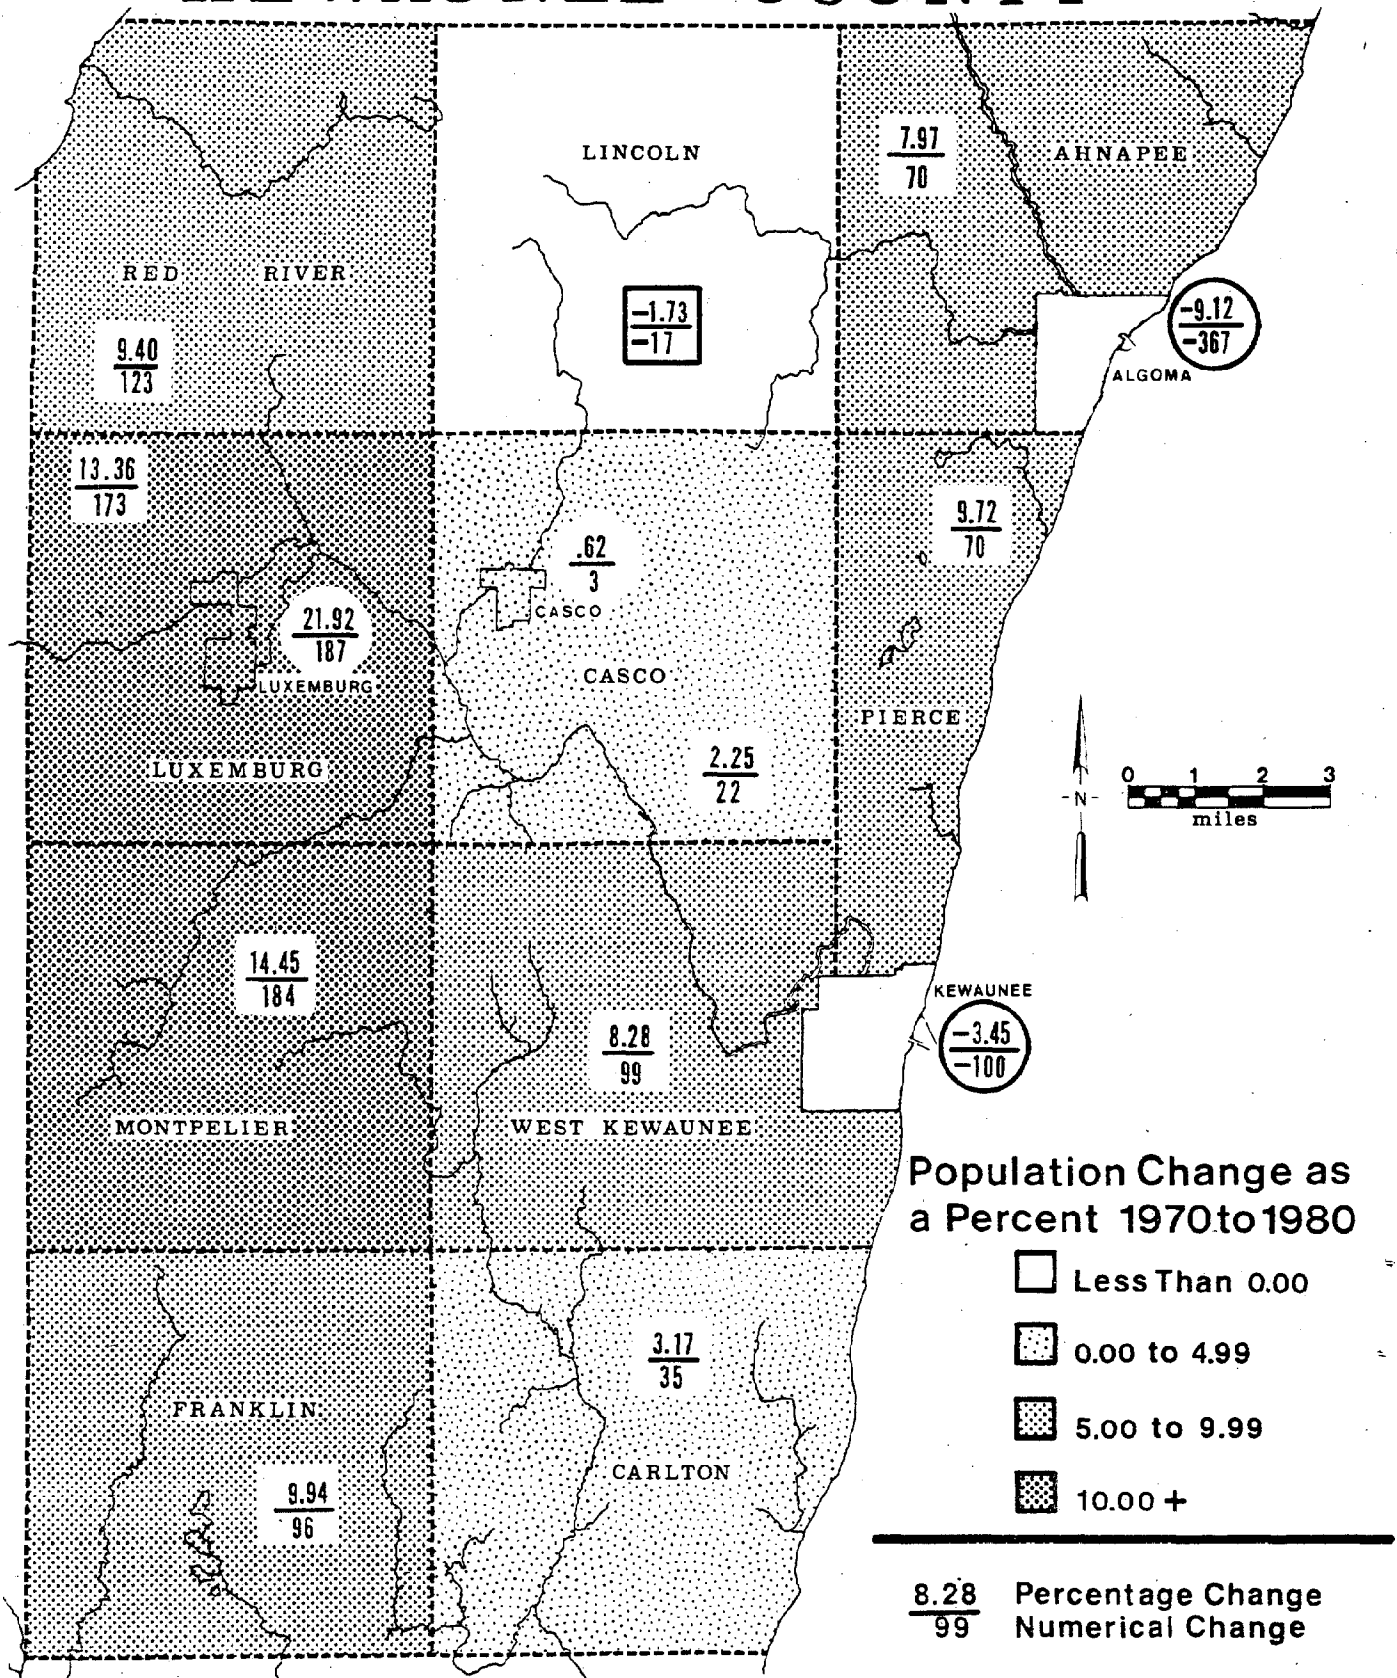 KEWAUNEE COUNTY
LINCOLN
7.97
70
AHNAPEE
RED RIVER
-1.73
-17
-9.12
-367
9.40
123
ALGOMA
13.36
173
9.72
70
.62
3
CASCO
21.92
187
LUXEMBURG
CASCO
PIERCE
LUXEMBURG
2.25
22
0 1 2 3
-N-
miles
14.45
184
KEWAUNEE
-3.45
-100
8.28
99
MONTPELIER
WEST KEWAUNEE
Population Change as
a Percent 1970 to 1980
Less Than 0.00
0.00 to 4.99
5.00 to 9.99
10.00 +
3.17
35
FRANKLIN
CARLTON
9.94
96
8.28 Percentage Change
99 Numerical Change